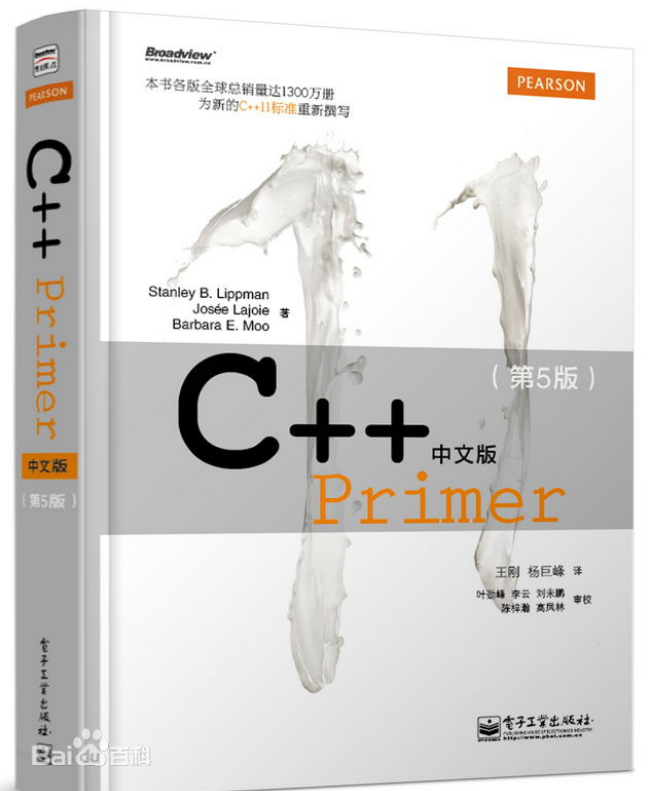 PEARSON
C++ Primer
中文版
(第5版)
电子工业出版社
Broadview
www.broadview.com.cn
本书各版全球总销量达1300万册
为新的C++11标准重新撰写
PEARSON
Stanley B. Lippman
Josée Lajoie
Barbara E. Moo
著
(第5版)
C++ 中文版
Primer
王刚 杨巨峰 译
叶劲峰 李云 刘未鹏
陈梓瀚 高凤林
审校
电子工业出版社
PUBLISHING HOUSE OF ELECTRONICS INDUSTRY
http://www.phei.com.cn
Baidu百科